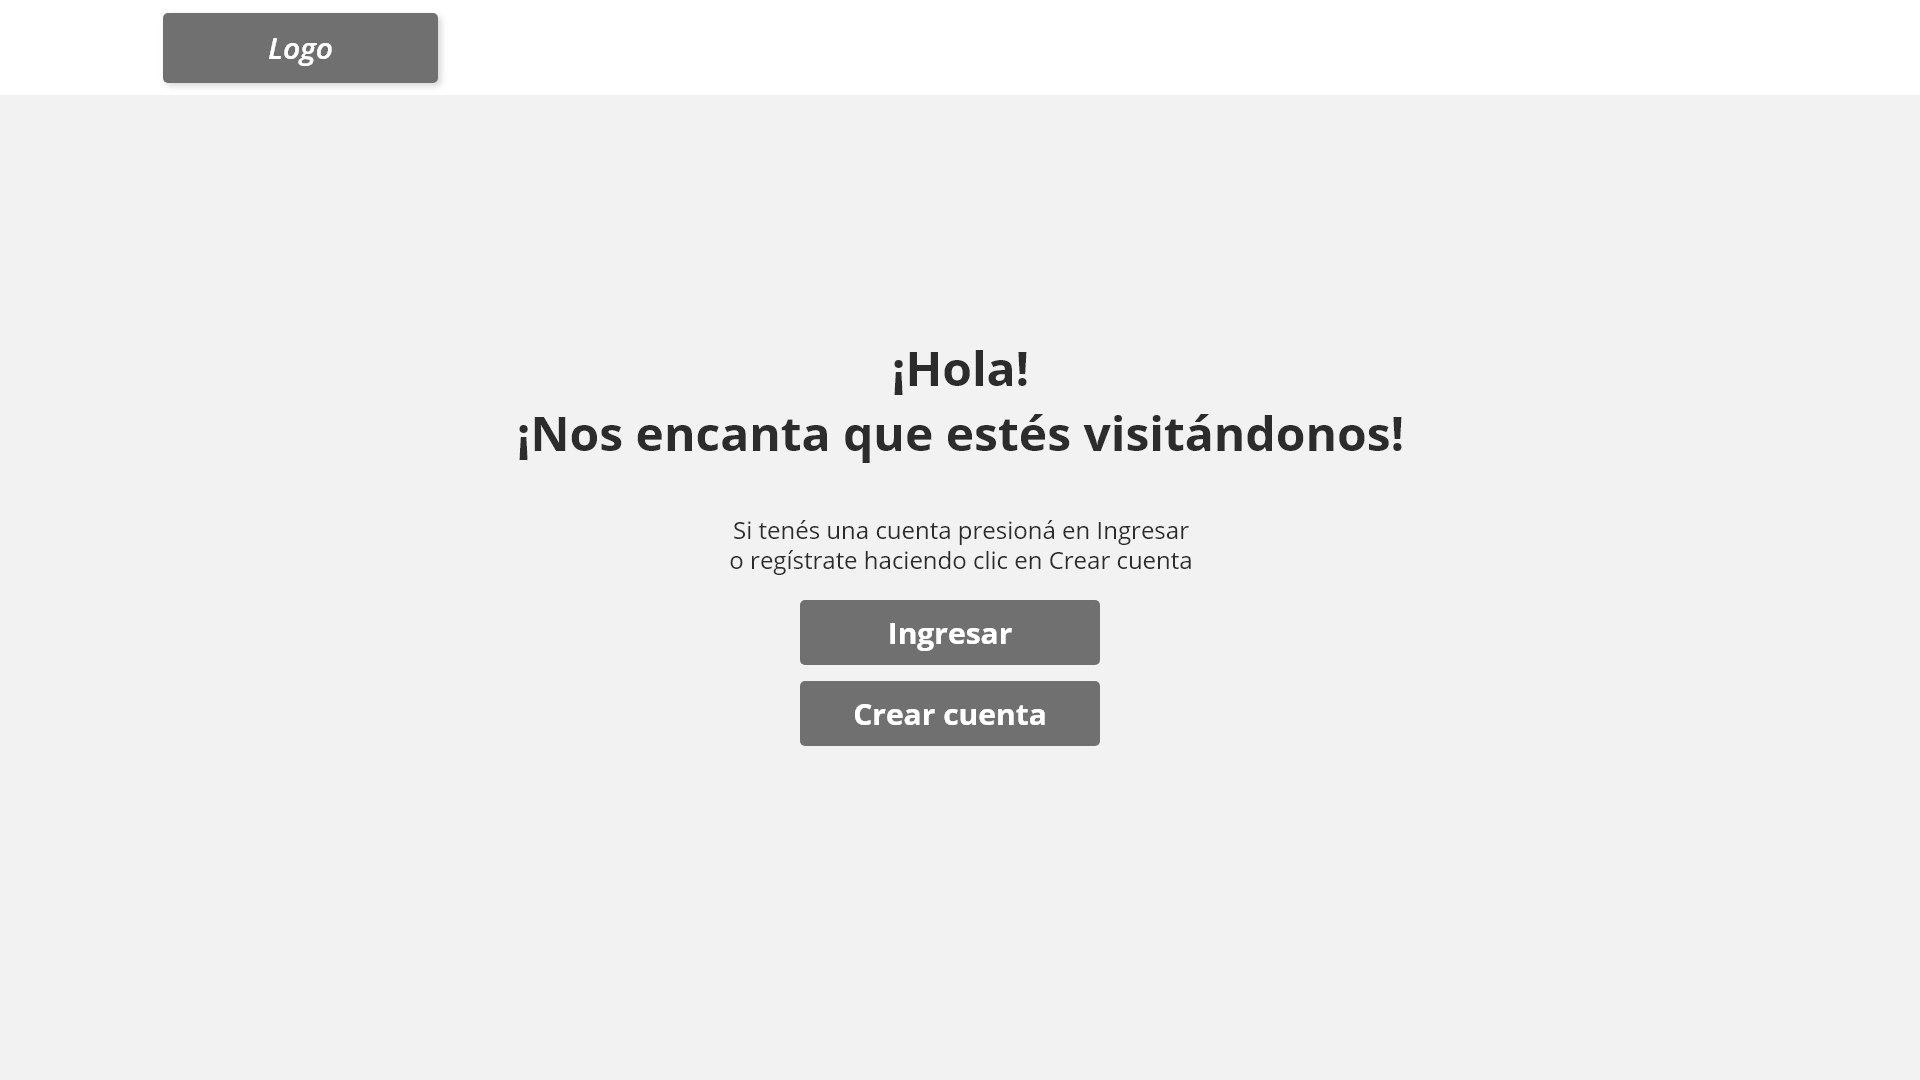 Logo
¡Hola!
¡Nos encanta que estés visitándonos!
Si tenés una cuenta presioná en Ingresar
o regístrate haciendo clic en Crear cuenta
Ingresar
Crear cuenta